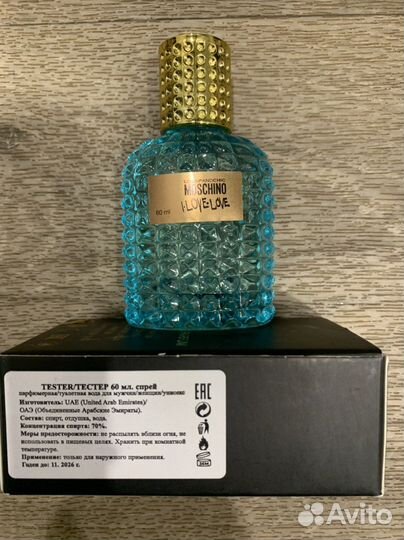 CHEAPANDCHIC
MOSCHINO
I-LOVE-LOVE
60 ml
TESTER/ТЕСТЕР 60 мл. спрей
парфюмерная/туалетная вода для мужчин/женщин/унисекс
Изготовитель: UAE (United Arab Emirates)/
ОАЭ (Объединенные Арабские Эмираты).
Состав: спирт, отдушка, вода.
Концентрация спирта: 70%.
Меры предосторожности: не распылять вблизи огня, не
использовать в пищевых целях. Хранить при комнатной
температуре.
Применение: только для наружного применения.
Годен до: 11. 2026 г.
EAC
36M
Avito